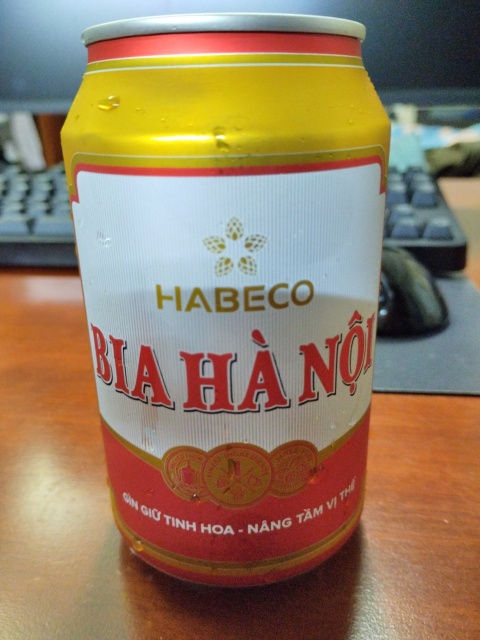 HABECO
BIA HÀ NỘI
GÌN GIỮ TINH HOA - NÂNG TẦM VỊ THẾ